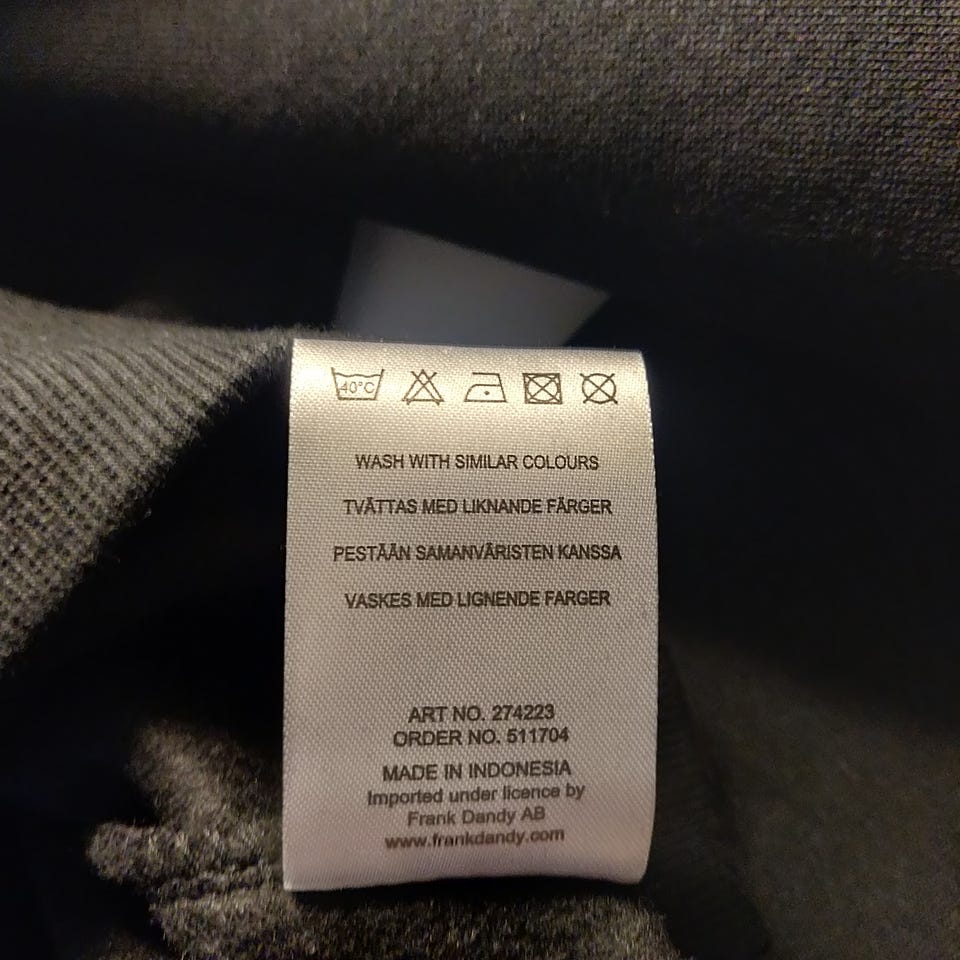 40°C
WASH WITH SIMILAR COLOURS
TVÄTTAS MED LIKNANDE FÄRGER
PESTÄÄN SAMANVÄRISTEN KANSSA
VASKES MED LIGNENDE FARGER
ART NO. 274223
ORDER NO. 511704
MADE IN INDONESIA
Imported under licence by
Frank Dandy AB
www.frankdandy.com